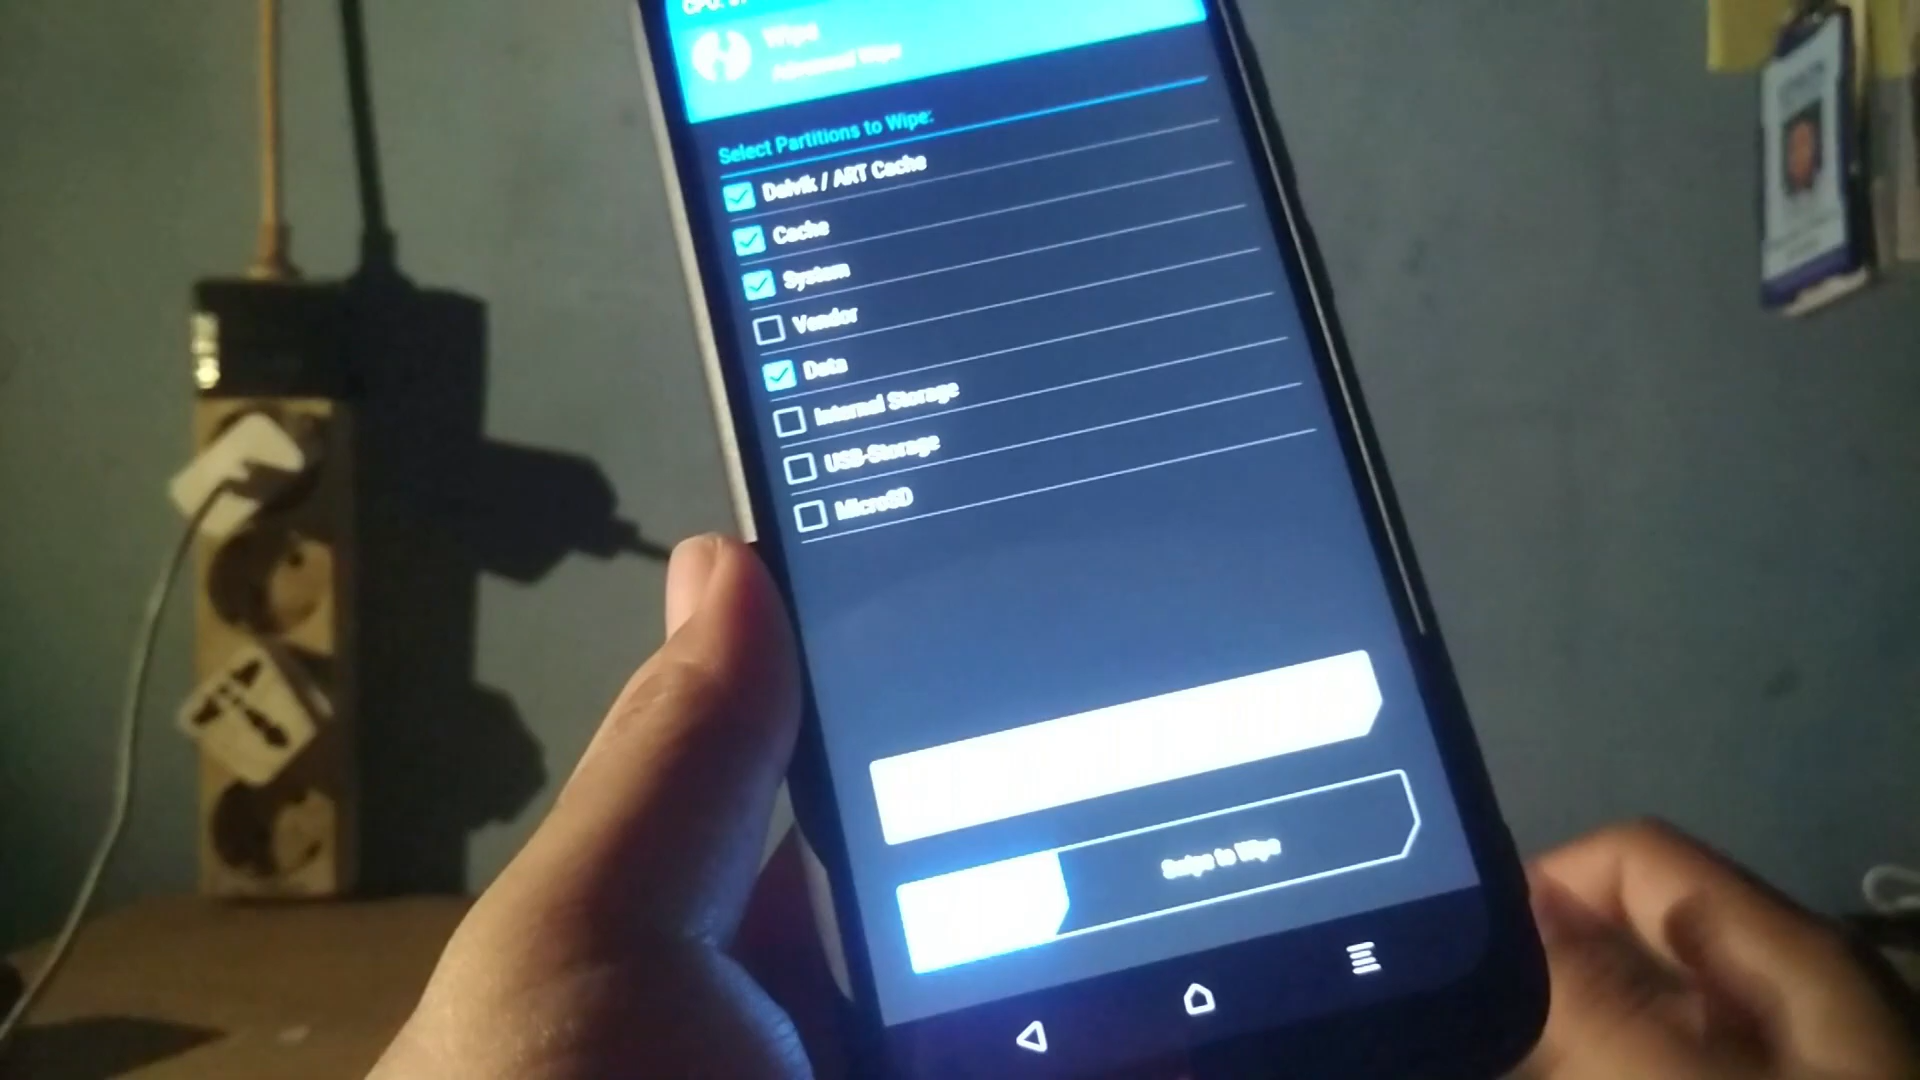 Wipe
Advanced Wipe
Select Partitions to Wipe:
Dalvik / ART Cache
Cache
System
Vendor
Data
Internal Storage
USB-Storage
MicroSD
Swipe to Wipe